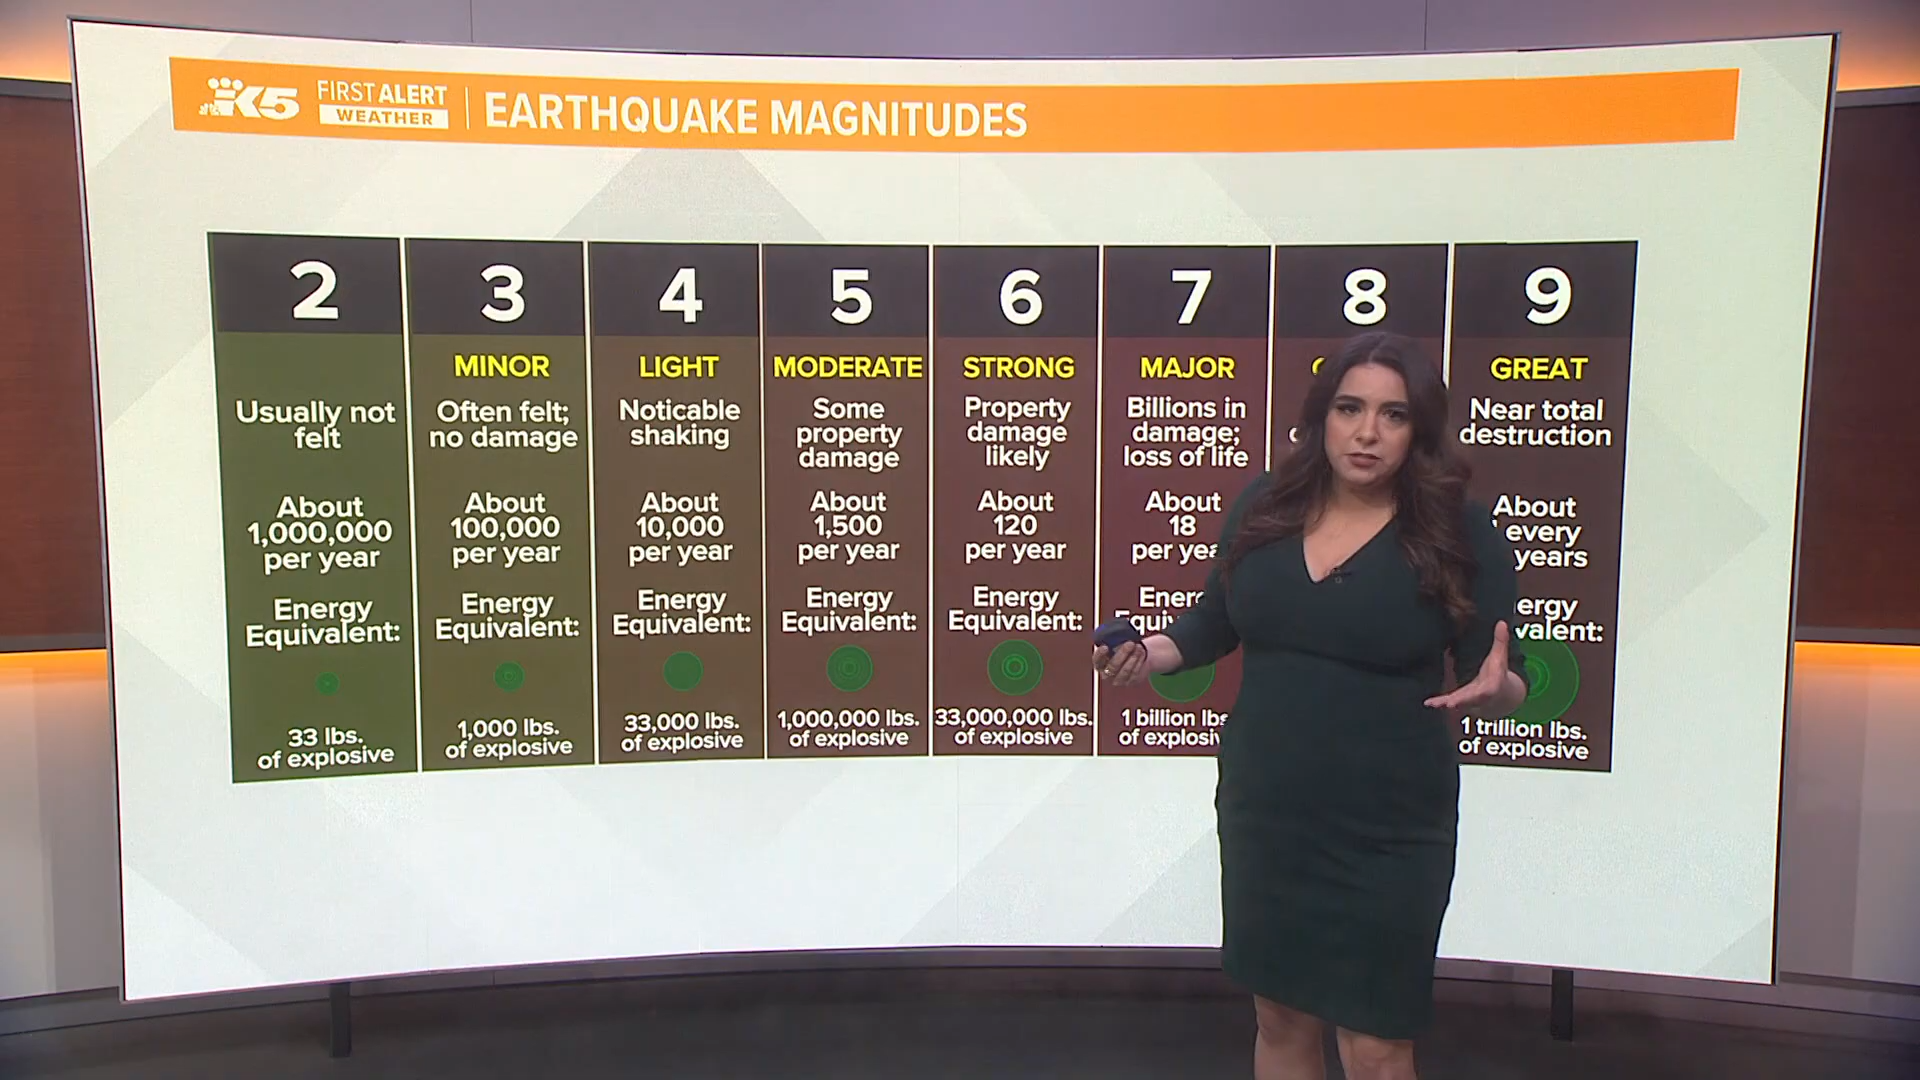 K5
FIRST ALERT
WEATHER
EARTHQUAKE MAGNITUDES
2
Usually not
felt
About
1,000,000
per year
Energy
Equivalent:
33 lbs.
of explosive
3
MINOR
Often felt;
no damage
About
100,000
per year
Energy
Equivalent:
1,000 lbs.
of explosive
4
LIGHT
Noticable
shaking
About
10,000
per year
Energy
Equivalent:
33,000 lbs.
of explosive
5
MODERATE
Some
property
damage
About
1,500
per year
Energy
Equivalent:
1,000,000 lbs.
of explosive
6
STRONG
Property
damage
likely
About
120
per year
Energy
Equivalent:
33,000,000 lbs.
of explosive
7
MAJOR
Billions in
damage;
loss of life
About
18
per
1 billion
of
8
9
GREAT
Near total
destruction
About
every
years
1 trillion lbs.
of explosive